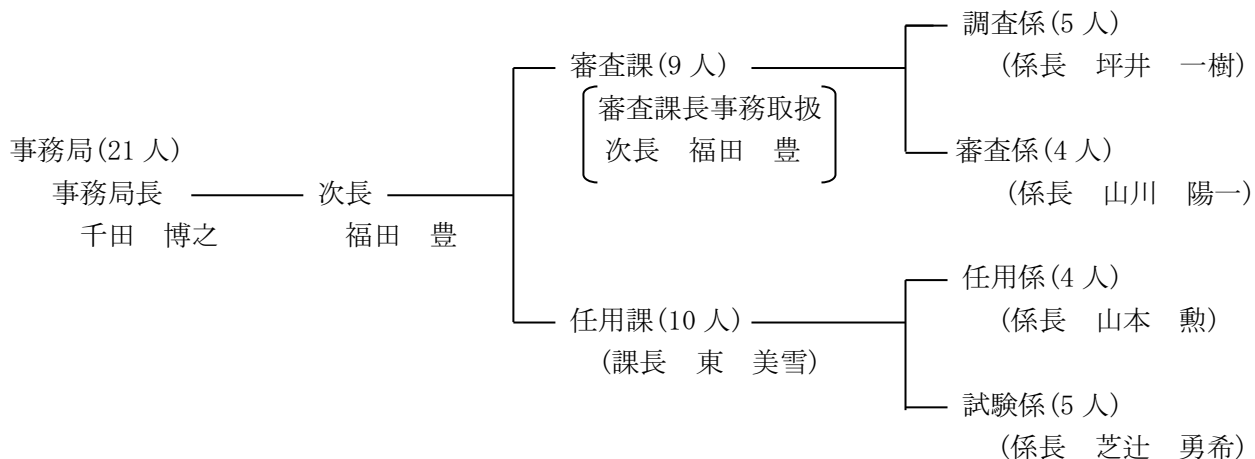 事務局(21 人)
事務局長
千田　博之
次長
福田　豊
審査課(9 人)
審査課長事務取扱
次長　福田　豊
調査係(5 人)
(係長　坪井　一樹)
審査係(4 人)
(係長　山川　陽一)
任用課(10 人)
(課長　東　美雪)
任用係(4 人)
(係長　山本　勲)
試験係(5 人)
(係長　芝辻　勇希)